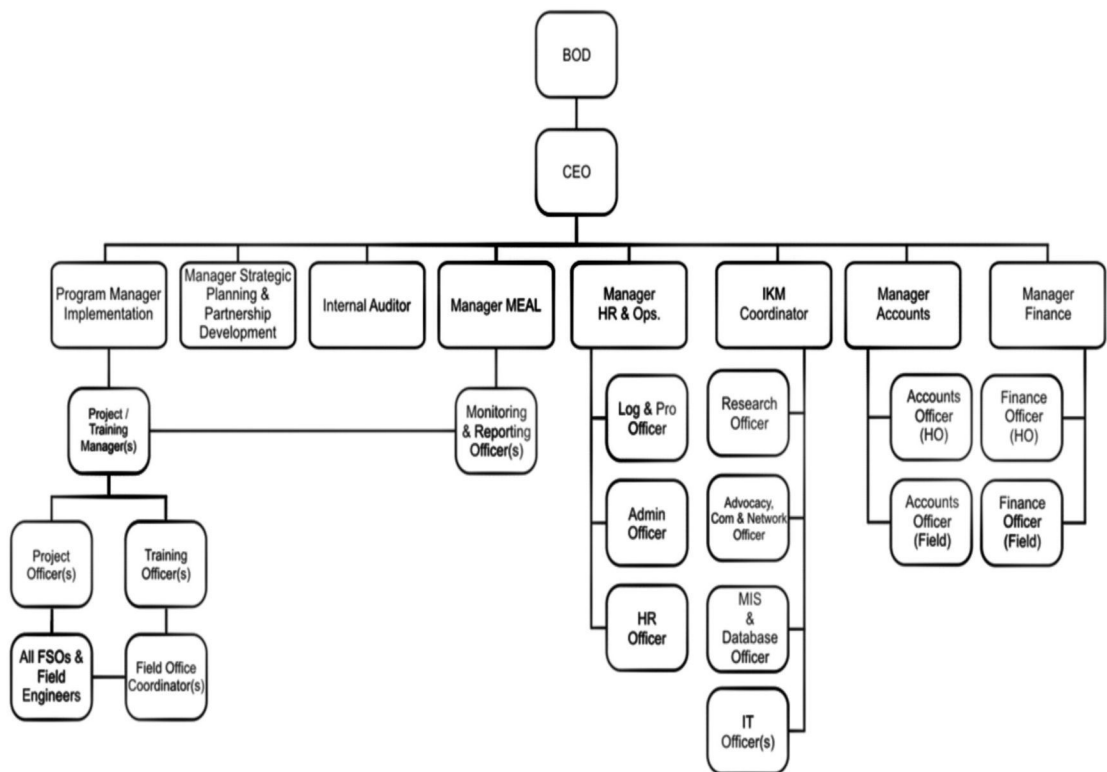 BOD
CEO
Program Manager
Implementation
Manager Strategic
Planning &
Partnership
Development
Internal Auditor
Manager MEAL
Manager
HR & Ops.
IKM
Coordinator
Manager
Accounts
Manager
Finance
Project /
Training
Manager(s)
Monitoring
& Reporting
Officer(s)
Log & Pro
Officer
Research
Officer
Accounts
Officer
(HO)
Finance
Officer
(HO)
Project
Officer(s)
Training
Officer(s)
Admin
Officer
Advocacy,
Com & Network
Officer
Accounts
Officer
(Field)
Finance
Officer
(Field)
All FSOs &
Field
Engineers
Field Office
Coordinator(s)
HR
Officer
MIS
&
Database
Officer
IT
Officer(s)